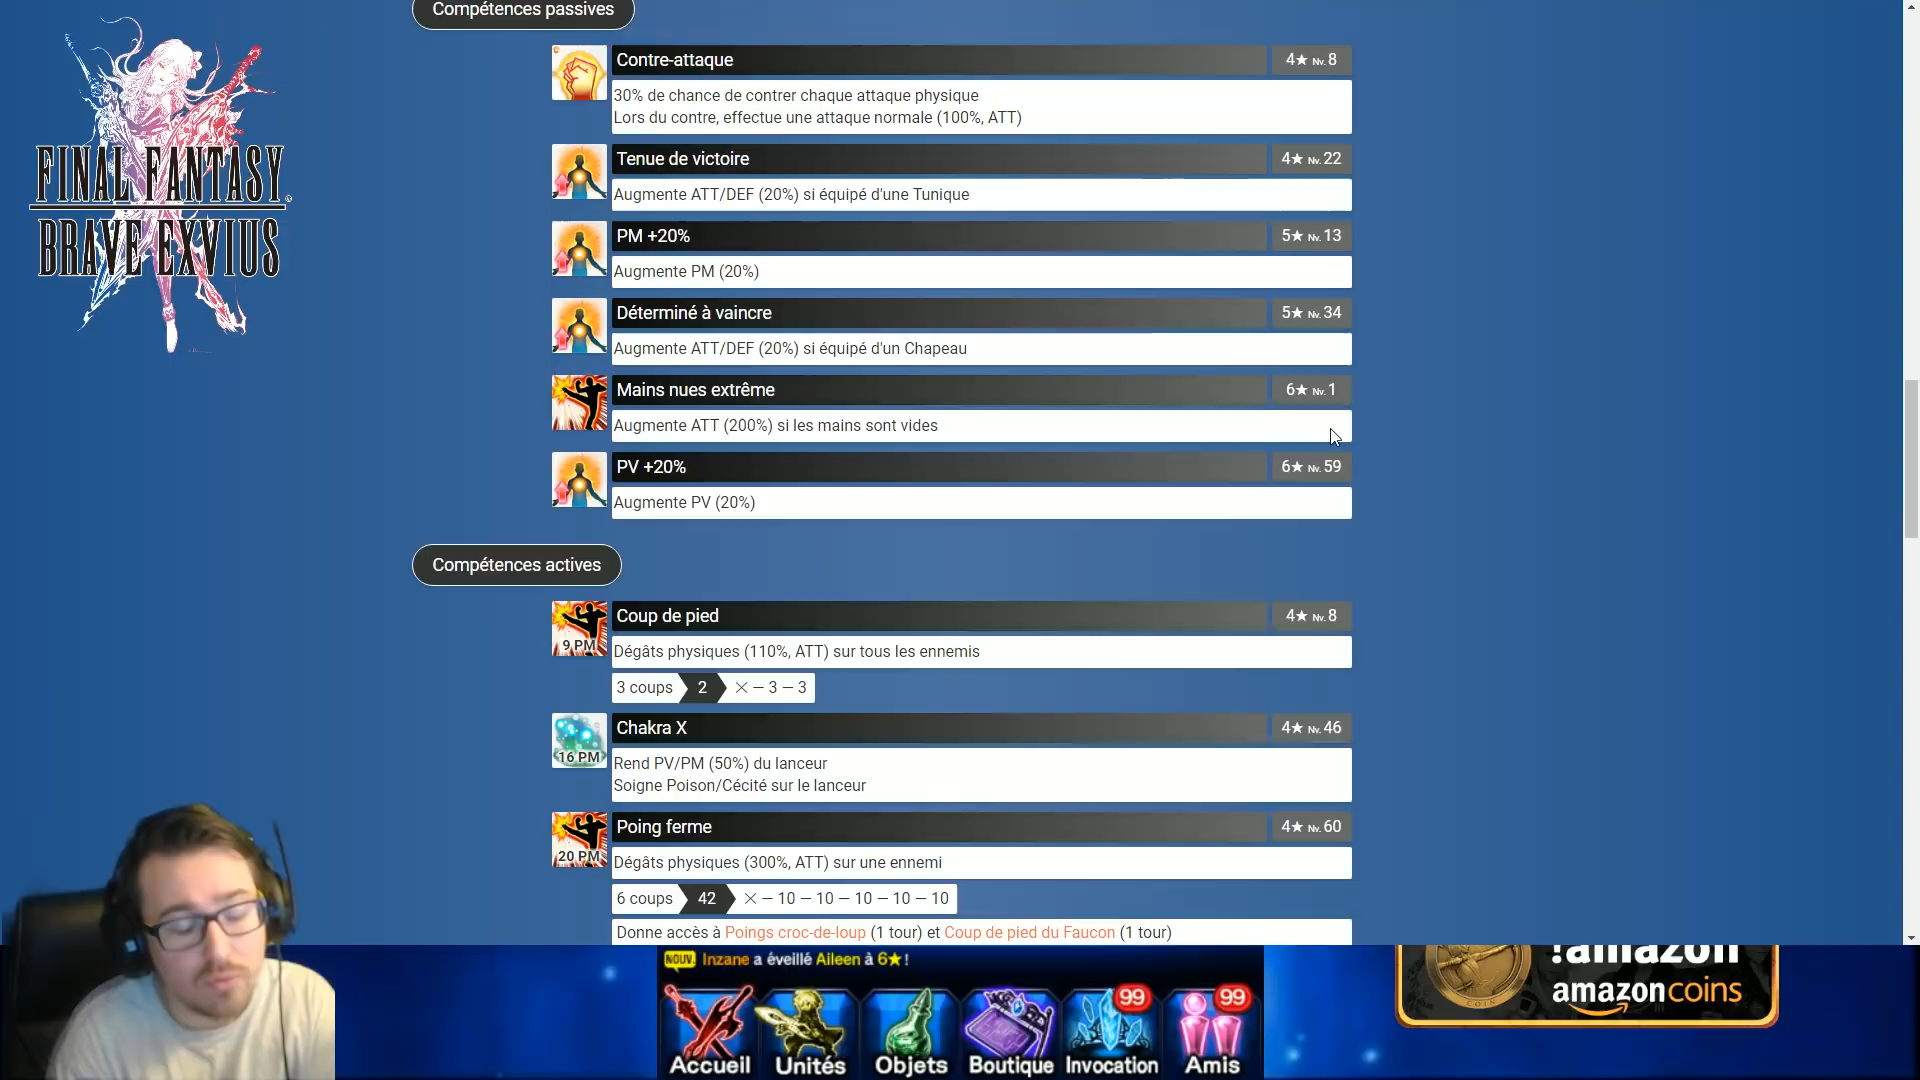 Compétences passives
FINAL FANTASY
BRAVE EXVIUS
Contre-attaque
4★ Nv. 8
30% de chance de contrer chaque attaque physique
Lors du contre, effectue une attaque normale (100%, ATT)
Tenue de victoire
4★ Nv. 22
Augmente ATT/DEF (20%) si équipé d'une Tunique
PM +20%
5★ Nv. 13
Augmente PM (20%)
Déterminé à vaincre
5★ Nv. 34
Augmente ATT/DEF (20%) si équipé d'un Chapeau
Mains nues extrême
6★ Nv. 1
Augmente ATT (200%) si les mains sont vides
PV +20%
6★ Nv. 59
Augmente PV (20%)
Compétences actives
Coup de pied
4★ Nv. 8
9 PM
Dégâts physiques (110%, ATT) sur tous les ennemis
3 coups 2 × – 3 – 3
Chakra X
4★ Nv. 46
16 PM
Rend PV/PM (50%) du lanceur
Soigne Poison/Cécité sur le lanceur
Poing ferme
4★ Nv. 60
20 PM
Dégâts physiques (300%, ATT) sur une ennemi
6 coups 42 × – 10 – 10 – 10 – 10 – 10
Donne accès à Poings croc-de-loup (1 tour) et Coup de pied du Faucon (1 tour)
NOUV. Inzane a éveillé Aileen à 6★ !
99 99
Accueil Unités Objets Boutique Invocation Amis
!amazon
COIN
amazoncoins